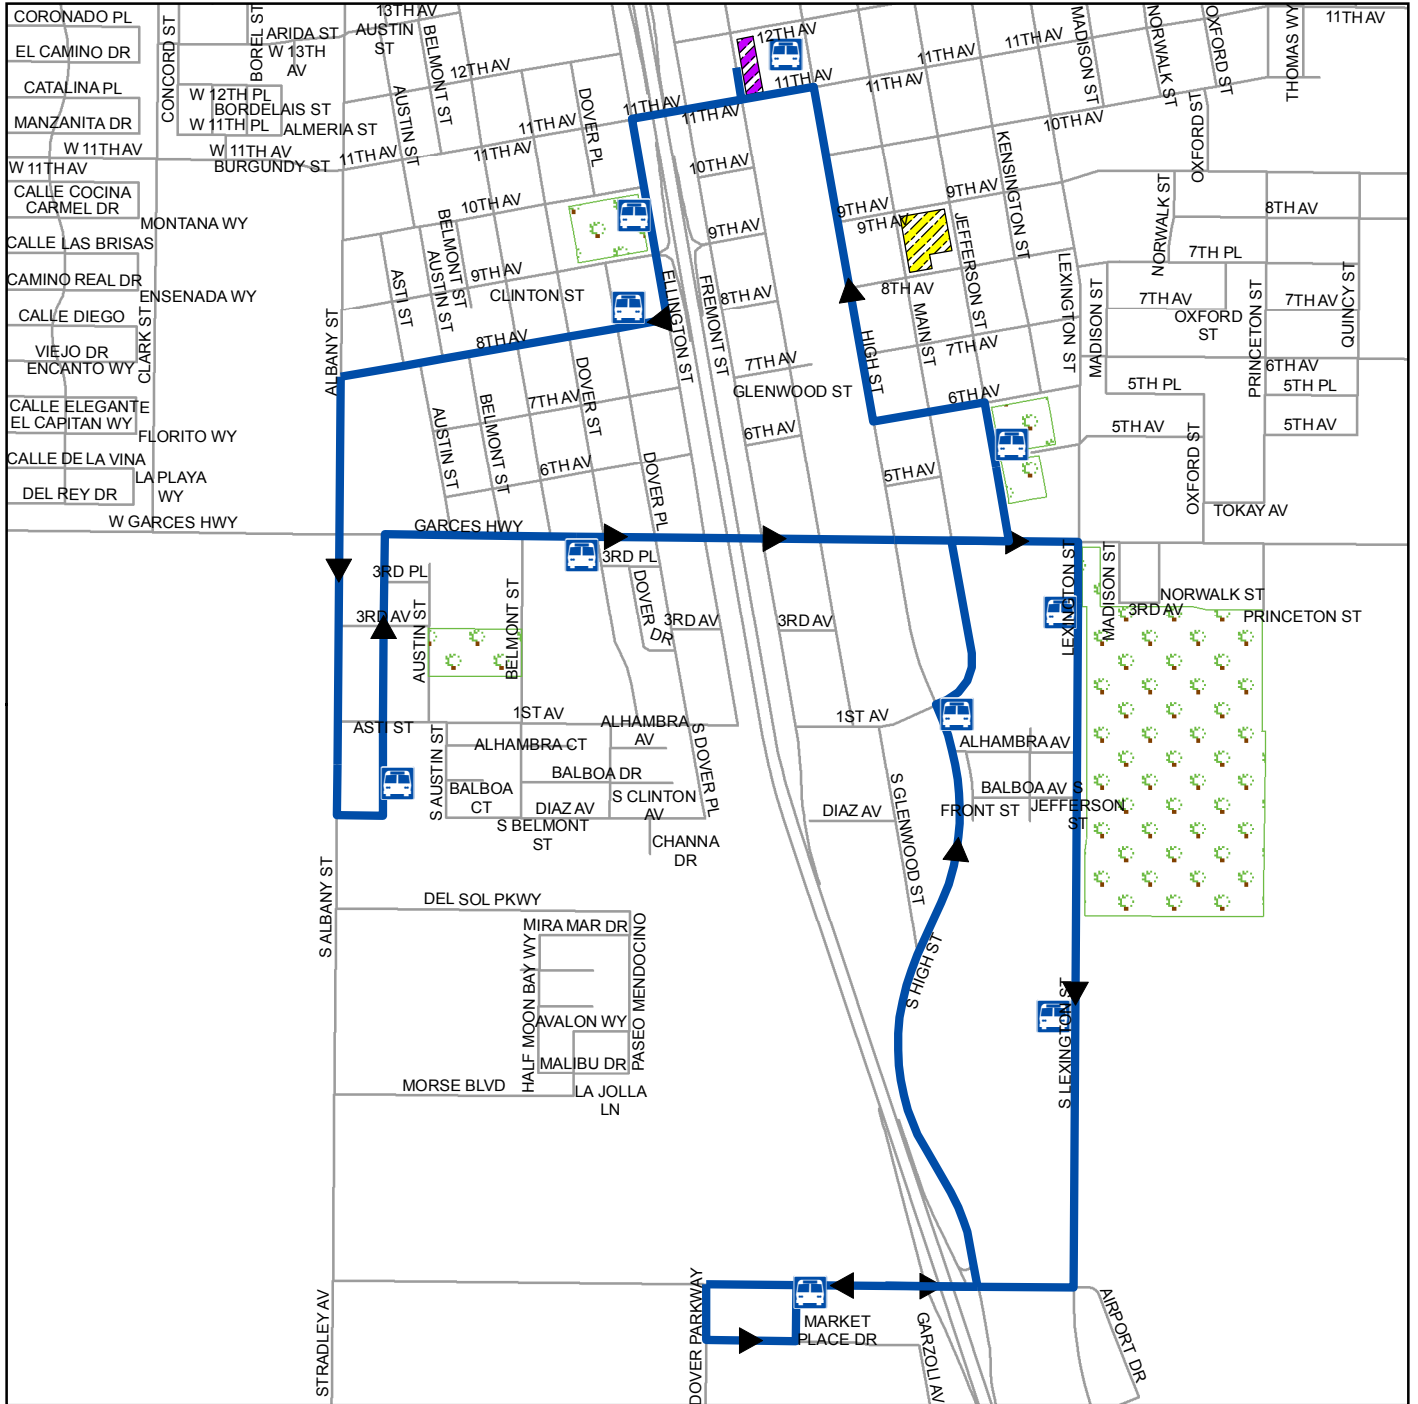 CORONADO PL
EL CAMINO DR
CATALINA PL
MANZANITA DR
W 11TH AV
W 11TH AV
CALLE COCINA
CARMEL DR
CALLE LAS BRISAS
CAMINO REAL DR
CALLE DIEGO
VIEJO DR
ENCANTO WY
CALLE ELEGANTE
EL CAPITAN WY
CALLE DE LA VINA
DEL REY DR
CONCORD ST
BOREL ST
ARIDA ST
W 13TH
AV
W 12TH PL
BORDELAIS ST
W 11TH PL
ALMERIA ST
W 11TH AV
BURGUNDY ST
MONTANA WY
ENSENADA WY
CLARK ST
FLORITO WY
LA PLAYA
WY
W GARCES HWY
13TH AV
AUSTIN
ST
BELMONT ST
12TH AV
AUSTIN ST
11TH AV
11TH AV
11TH AV
DOVER PL
10TH AV
BELMONT ST
AUSTIN ST
ASTI ST
9TH AV
CLINTON ST
ALBANY ST
8TH AV
AUSTIN ST
BELMONT ST
7TH AV
DOVER ST
6TH AV
DOVER PL
ELLINGTON ST
FREMONT ST
12TH AV
11TH AV
11TH AV
11TH AV
11TH AV
11TH AV
11TH AV
10TH AV
9TH AV
8TH AV
7TH AV
GLENWOOD ST
6TH AV
HIGH ST
5TH AV
9TH AV
9TH AV
9TH AV
8TH AV
MAIN ST
JEFFERSON ST
KENSINGTON ST
7TH AV
6TH AV
LEXINGTON ST
MADISON ST
MADISON ST
NORWALK ST
OXFORD ST
THOMAS WY
11TH AV
10TH AV
OXFORD ST
NORWALK ST
8TH AV
7TH PL
7TH AV
OXFORD
ST
PRINCETON ST
7TH AV
QUINCY ST
6TH AV
5TH PL
5TH PL
5TH AV
5TH AV
OXFORD ST
TOKAY AV
GARCES HWY
3RD PL
3RD AV
AUSTIN ST
BELMONT ST
3RD PL
DOVER DR
3RD AV
3RD AV
LEXINGTON ST
MADISON ST
NORWALK ST
3RD AV
PRINCETON ST
ASTI ST
1ST AV
ALHAMBRA
AV
ALHAMBRA CT
S AUSTIN ST
BALBOA DR
BALBOA
CT
DIAZ AV
S CLINTON
AV
S BELMONT
ST
CHANNA
DR
S DOVER PL
1ST AV
DIAZ AV
S GLENWOOD ST
ALHAMBRA AV
BALBOA AV
FRONT ST
S
JEFFERSON
ST
S ALBANY ST
DEL SOL PKWY
MIRA MAR DR
HALF MOON BAY WY
AVALON WY
MALIBU DR
PASEO MENDOCINO
MORSE BLVD
LA JOLLA
LN
S HIGH ST
S LEXINGTON ST
STRADLEY AV
DOVER PARKWAY
MARKET
PLACE DR
GARZOLI AV
AIRPORT DR